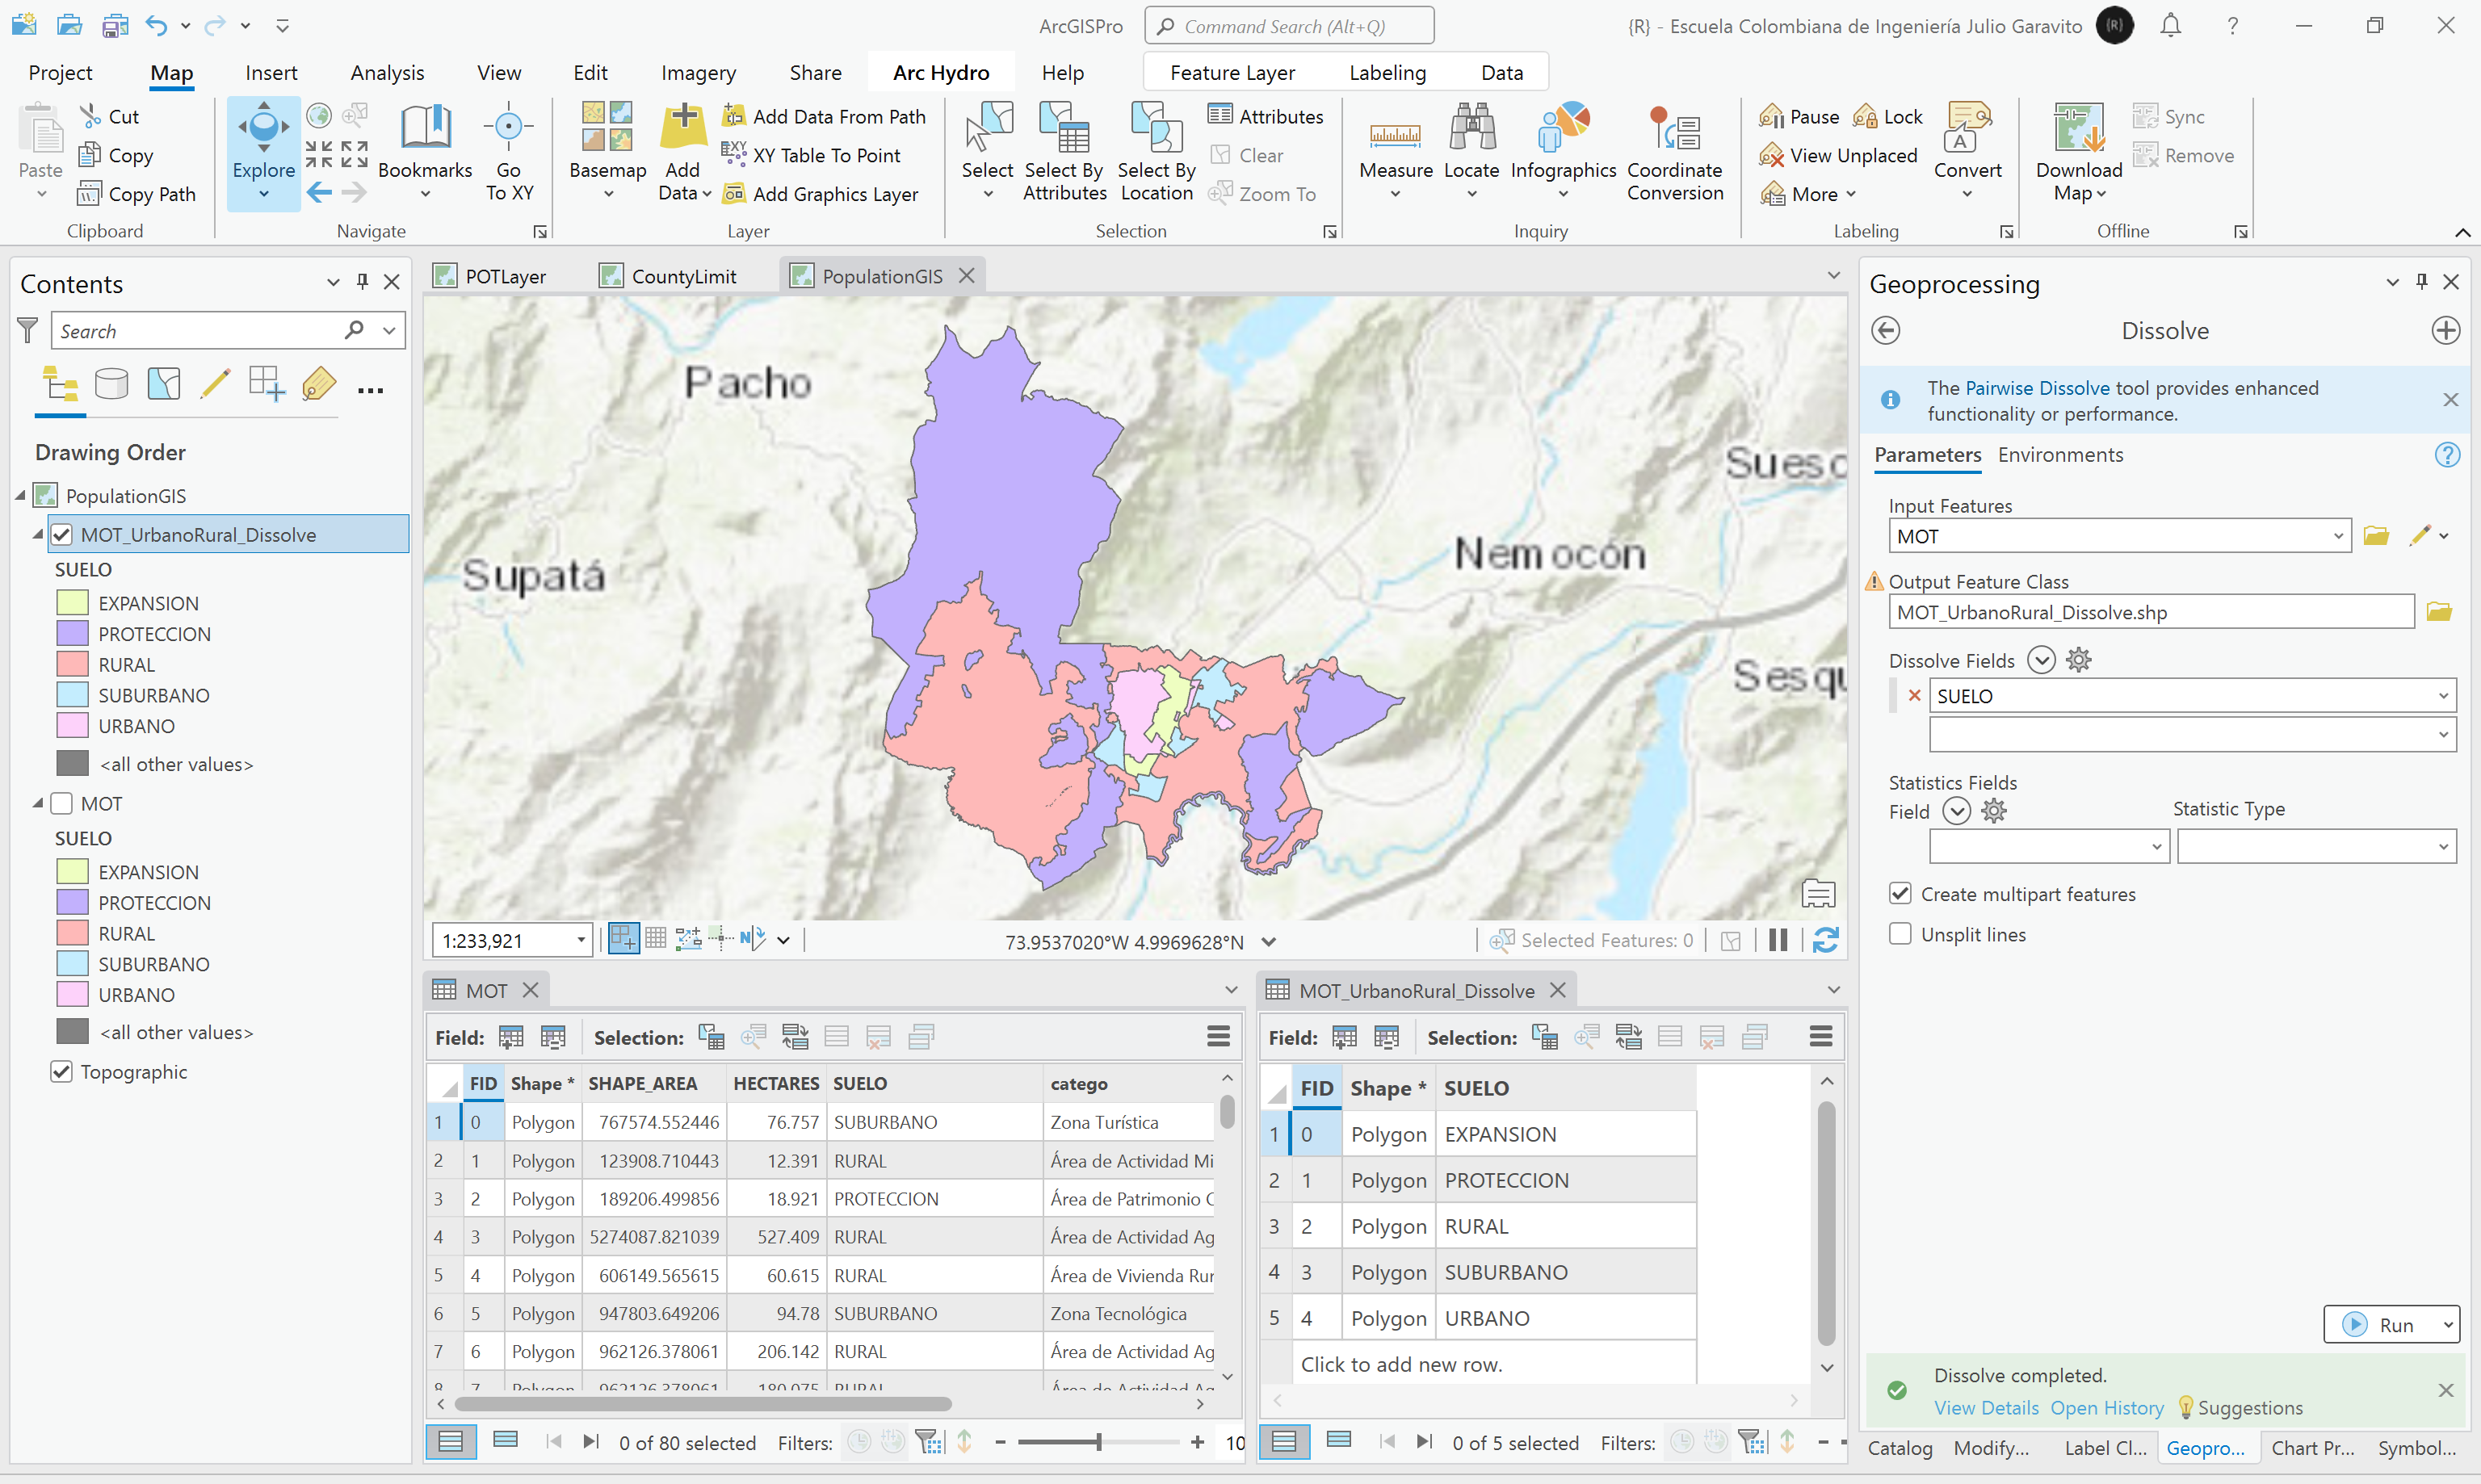 ArcGISPro
Command Search (Alt+Q)
{R} - Escuela Colombiana de Ingeniería Julio Garavito
{R}
Project
Map
Insert
Analysis
View
Edit
Imagery
Share
Arc Hydro
Help
Feature Layer
Labeling
Data
Paste
Cut
Copy
Copy Path
Clipboard
Explore
Bookmarks
Go To XY
Navigate
Basemap
Add Data
Add Data From Path
XY Table To Point
Add Graphics Layer
Layer
Select
Select By Attributes
Select By Location
Attributes
Clear
Zoom To
Selection
Measure
Locate
Infographics
Coordinate Conversion
Inquiry
Pause
Lock
View Unplaced
More
Convert
Labeling
Download Map
Sync
Remove
Offline
Contents
Search
Drawing Order
PopulationGIS
MOT_UrbanoRural_Dissolve
SUELO
EXPANSION
PROTECCION
RURAL
SUBURBANO
URBANO
<all other values>
MOT
SUELO
EXPANSION
PROTECCION
RURAL
SUBURBANO
URBANO
<all other values>
Topographic
POTLayer
CountyLimit
PopulationGIS
Pacho
Supatá
Nemocón
Suesc
Sesqu
1:233,921
73.9537020°W 4.9969628°N
Selected Features: 0
MOT
Field:
Selection:
FID Shape * SHAPE_AREA HECTARES SUELO catego
1 0 Polygon 767574.552446 76.757 SUBURBANO Zona Turística
2 1 Polygon 123908.710443 12.391 RURAL Área de Actividad Mi
3 2 Polygon 189206.499856 18.921 PROTECCION Área de Patrimonio C
4 3 Polygon 5274087.821039 527.409 RURAL Área de Actividad Ag
5 4 Polygon 606149.565615 60.615 RURAL Área de Vivienda Rur
6 5 Polygon 947803.649206 94.78 SUBURBANO Zona Tecnológica
7 6 Polygon 962126.378061 206.142 RURAL Área de Actividad Ag
8 7 Polygon 962126.378061 180.075 RURAL Área de Actividad Ag
0 of 80 selected
Filters:
10
MOT_UrbanoRural_Dissolve
Field:
Selection:
FID Shape * SUELO
1 0 Polygon EXPANSION
2 1 Polygon PROTECCION
3 2 Polygon RURAL
4 3 Polygon SUBURBANO
5 4 Polygon URBANO
Click to add new row.
0 of 5 selected
Filters:
Geoprocessing
Dissolve
The Pairwise Dissolve tool provides enhanced
functionality or performance.
Parameters
Environments
Input Features
MOT
Output Feature Class
MOT_UrbanoRural_Dissolve.shp
Dissolve Fields
SUELO
Statistics Fields
Field
Statistic Type
Create multipart features
Unsplit lines
Run
Dissolve completed.
View Details
Open History
Suggestions
Catalog
Modify...
Label Cl...
Geopro...
Chart Pr...
Symbol...